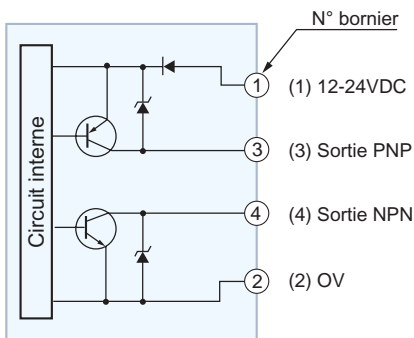 N° bornier
Circuit interne
1 (1) 12-24VDC
3 (3) Sortie PNP
4 (4) Sortie NPN
2 (2) OV